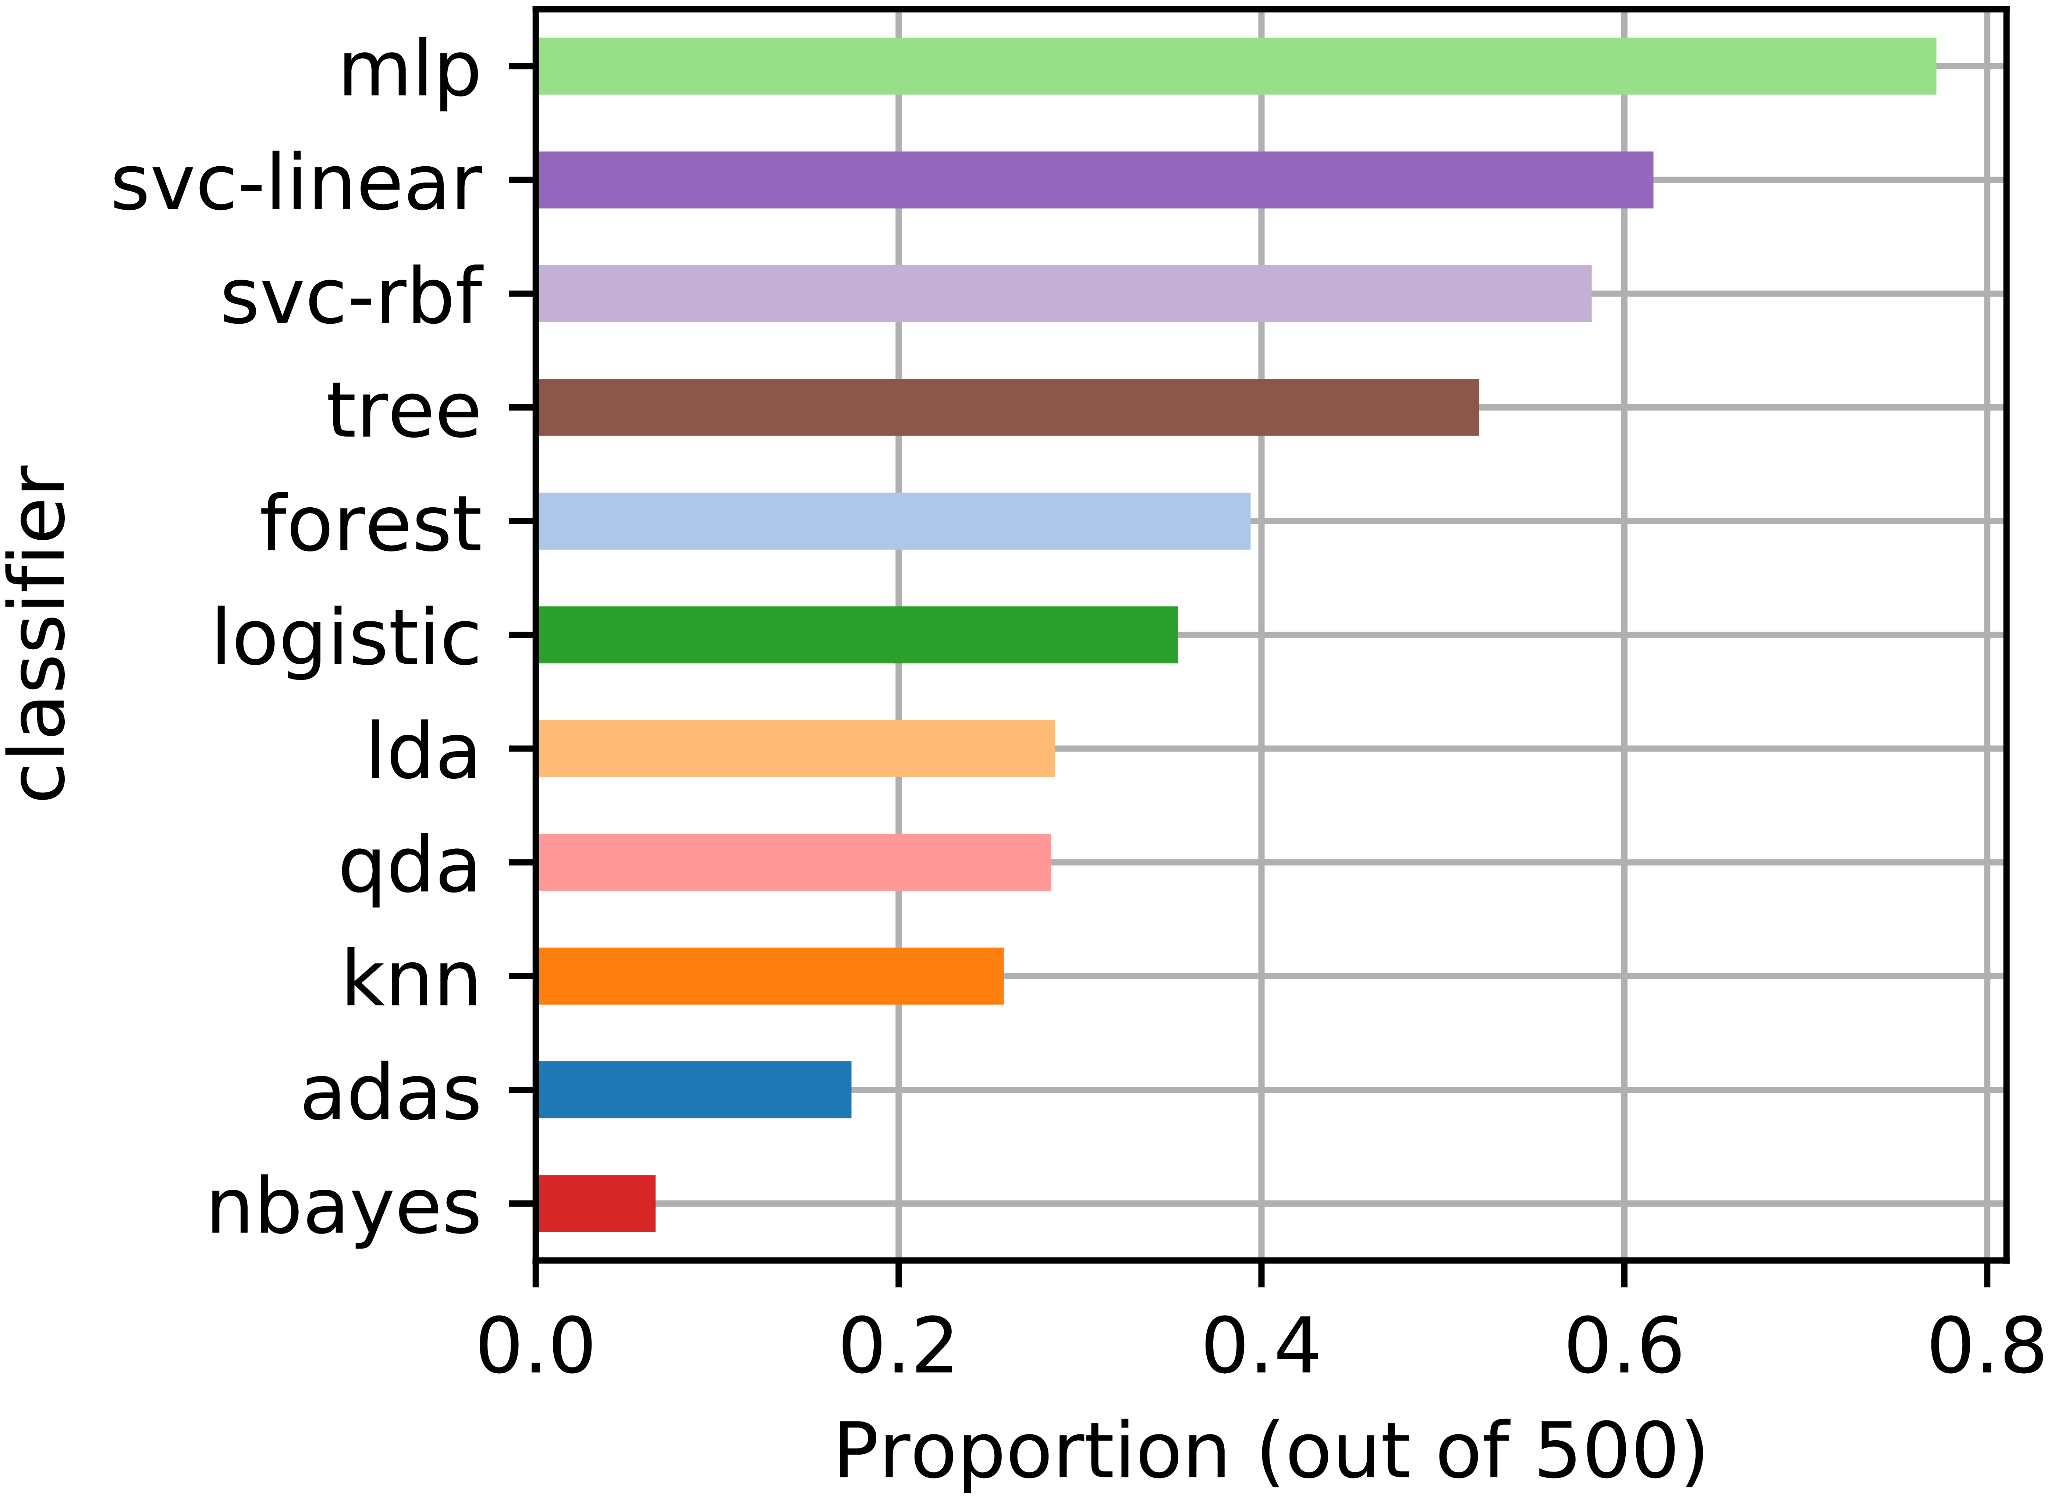 mlp
svc-linear
svc-rbf
tree
forest
logistic
lda
qda
knn
adas
nbayes
classifier
0.0 0.2 0.4 0.6 0.8
Proportion (out of 500)